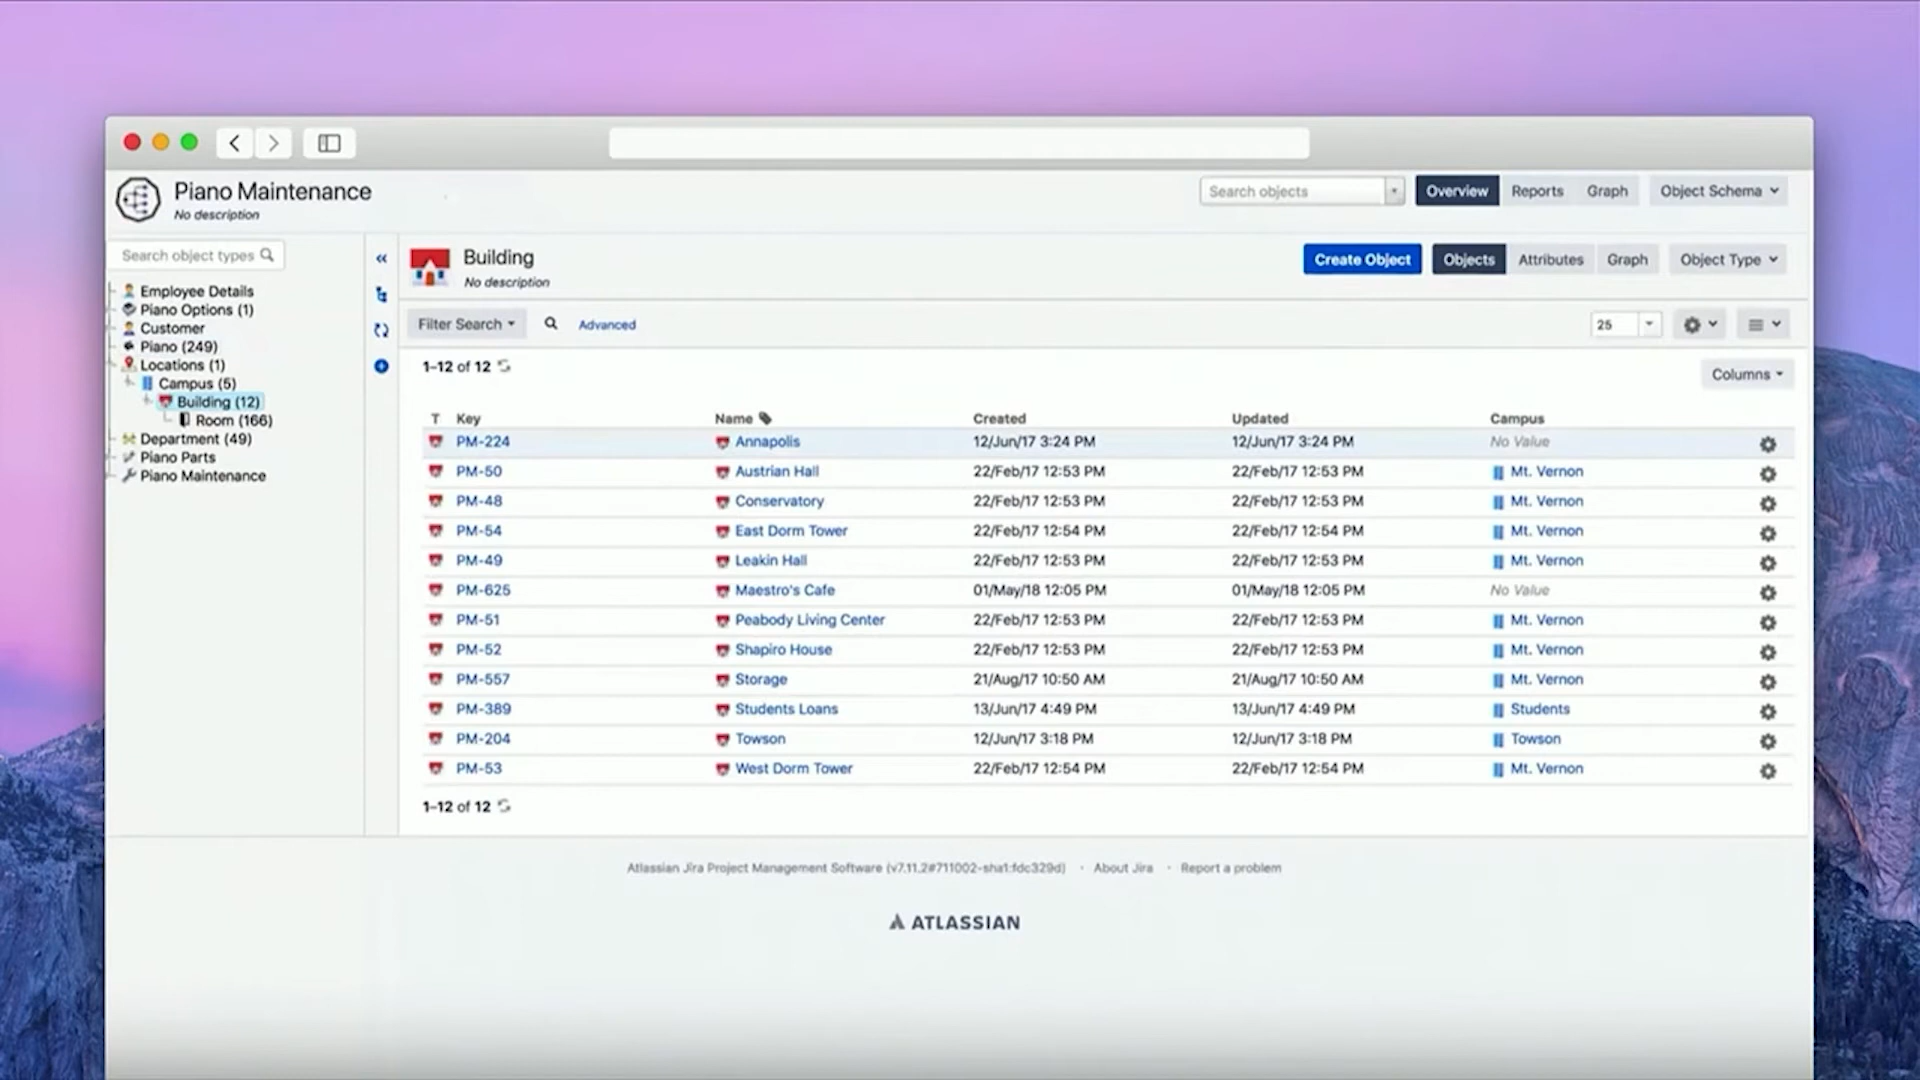 Piano Maintenance
No description
Search objects
Overview
Reports
Graph
Object Schema
Search object types
Employee Details
Piano Options (1)
Customer
Piano (249)
Locations (1)
Campus (5)
Building (12)
Room (166)
Department (49)
Piano Parts
Piano Maintenance
Building
No description
Create Object
Objects
Attributes
Graph
Object Type
Filter Search
Advanced
25
1–12 of 12
Columns
T Key Name Created Updated Campus
PM-224 Annapolis 12/Jun/17 3:24 PM 12/Jun/17 3:24 PM No Value
PM-50 Austrian Hall 22/Feb/17 12:53 PM 22/Feb/17 12:53 PM Mt. Vernon
PM-48 Conservatory 22/Feb/17 12:53 PM 22/Feb/17 12:53 PM Mt. Vernon
PM-54 East Dorm Tower 22/Feb/17 12:54 PM 22/Feb/17 12:54 PM Mt. Vernon
PM-49 Leakin Hall 22/Feb/17 12:53 PM 22/Feb/17 12:53 PM Mt. Vernon
PM-625 Maestro's Cafe 01/May/18 12:05 PM 01/May/18 12:05 PM No Value
PM-51 Peabody Living Center 22/Feb/17 12:53 PM 22/Feb/17 12:53 PM Mt. Vernon
PM-52 Shapiro House 22/Feb/17 12:53 PM 22/Feb/17 12:53 PM Mt. Vernon
PM-557 Storage 21/Aug/17 10:50 AM 21/Aug/17 10:50 AM Mt. Vernon
PM-389 Students Loans 13/Jun/17 4:49 PM 13/Jun/17 4:49 PM Students
PM-204 Towson 12/Jun/17 3:18 PM 12/Jun/17 3:18 PM Towson
PM-53 West Dorm Tower 22/Feb/17 12:54 PM 22/Feb/17 12:54 PM Mt. Vernon
1–12 of 12
Atlassian Jira Project Management Software (v7.11.2#711002-sha1:fdc329d) · About Jira · Report a problem
ATLASSIAN